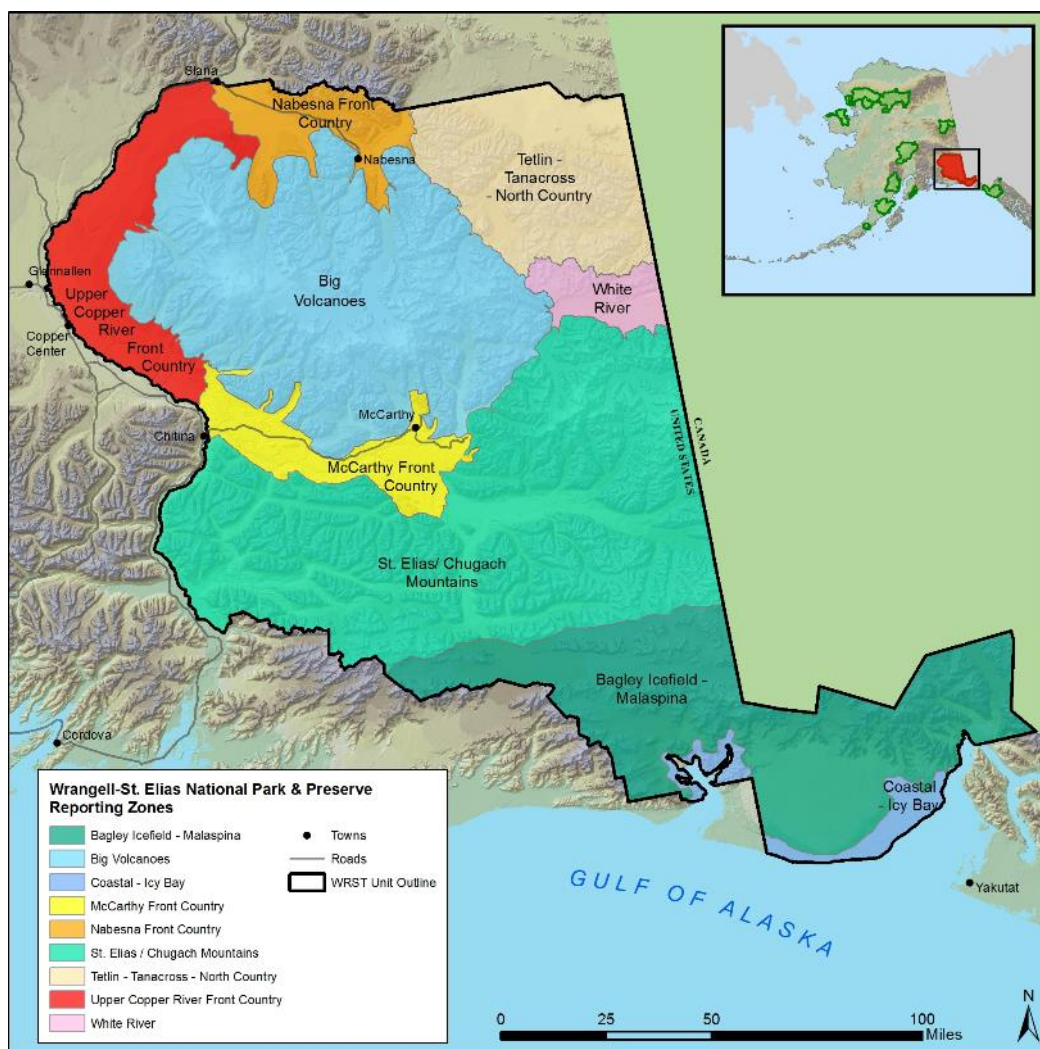 Slana
Nabesna Front
Country
Nabesna
Tetlin -
Tanacross
- North Country
Big
Volcanoes
White
River
Glennallen
Upper
Copper
River
Front
Country
Copper
Center
McCarthy
Chitina
McCarthy Front
Country
CANADA
UNITED STATES
St. Elias/ Chugach
Mountains
Bagley Icefield -
Malaspina
Cordova
Coastal
- Icy Bay
Yakutat
GULF OF ALASKA
Wrangell-St. Elias National Park & Preserve
Reporting Zones
Bagley Icefield - Malaspina
Big Volcanoes
Coastal - Icy Bay
McCarthy Front Country
Nabesna Front Country
St. Elias / Chugach Mountains
Tetlin - Tanacross - North Country
Upper Copper River Front Country
White River
Towns
Roads
WRST Unit Outline
0 25 50 100
Miles
N